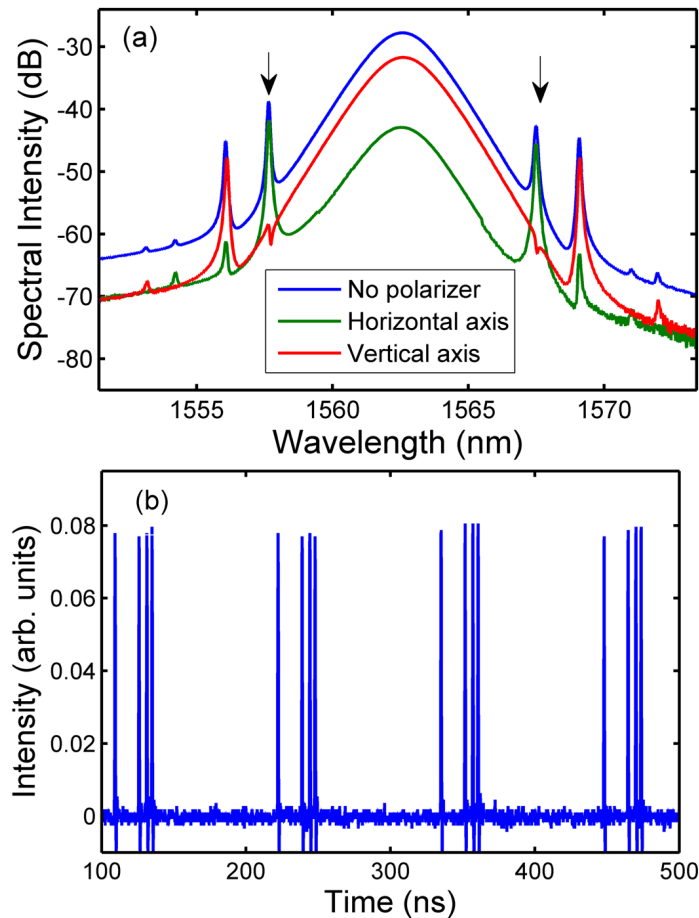 (a)
Spectral Intensity (dB)
-30
-40
-50
-60
-70
-80
No polarizer
Horizontal axis
Vertical axis
1555 1560 1565 1570
Wavelength (nm)
(b)
Intensity (arb. units)
0.08
0.06
0.04
0.02
0
100 200 300 400 500
Time (ns)